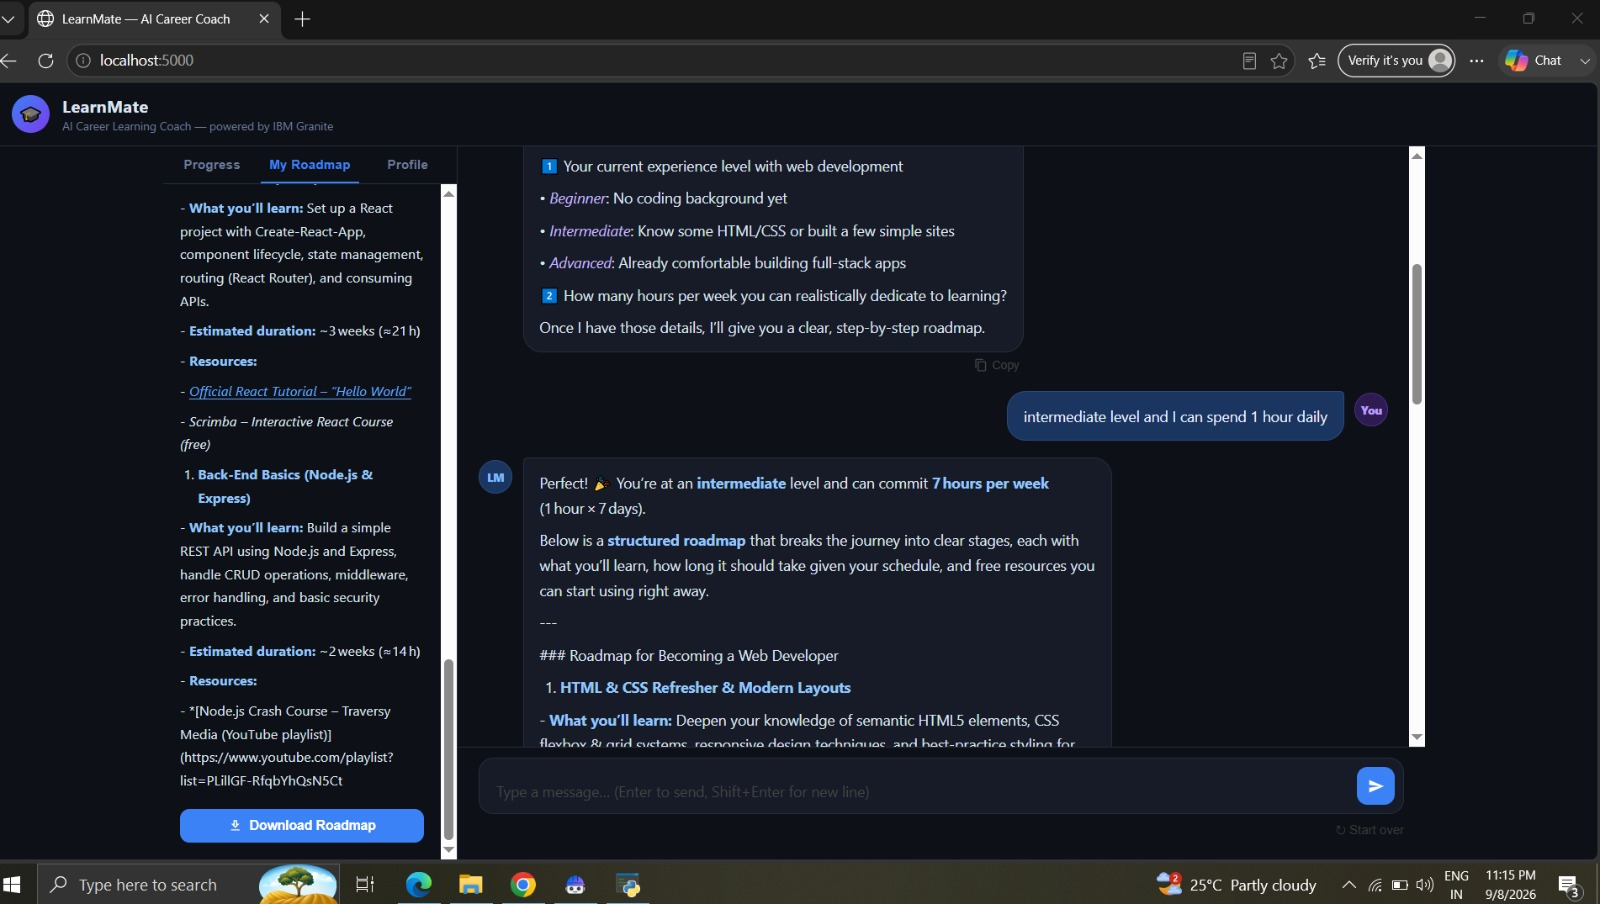 LearnMate — AI Career Coach
localhost:5000
Verify it's you
Chat
LearnMate
AI Career Learning Coach — powered by IBM Granite
Progress
My Roadmap
Profile
- What you'll learn: Set up a React
project with Create-React-App,
component lifecycle, state management,
routing (React Router), and consuming
APIs.
- Estimated duration: ~3 weeks (≈21 h)
- Resources:
- Official React Tutorial – "Hello World"
- Scrimba – Interactive React Course
(free)
1. Back-End Basics (Node.js &
Express)
- What you'll learn: Build a simple
REST API using Node.js and Express,
handle CRUD operations, middleware,
error handling, and basic security
practices.
- Estimated duration: ~2 weeks (≈14 h)
- Resources:
- *[Node.js Crash Course – Traversy
Media (YouTube playlist)]
(https://www.youtube.com/playlist?
list=PLillGF-RfqbYhQsN5Ct
Download Roadmap
1 Your current experience level with web development
• Beginner: No coding background yet
• Intermediate: Know some HTML/CSS or built a few simple sites
• Advanced: Already comfortable building full-stack apps
2 How many hours per week you can realistically dedicate to learning?
Once I have those details, I'll give you a clear, step-by-step roadmap.
Copy
intermediate level and I can spend 1 hour daily
You
LM
Perfect! 🎉 You're at an intermediate level and can commit 7 hours per week
(1 hour × 7 days).
Below is a structured roadmap that breaks the journey into clear stages, each with
what you'll learn, how long it should take given your schedule, and free resources you
can start using right away.
---
### Roadmap for Becoming a Web Developer
1. HTML & CSS Refresher & Modern Layouts
- What you'll learn: Deepen your knowledge of semantic HTML5 elements, CSS
flexbox & grid systems, responsive design techniques, and best-practice styling for
Type a message... (Enter to send, Shift+Enter for new line)
Start over
Type here to search
2
25°C Partly cloudy
ENG
IN
11:15 PM
9/8/2026
3